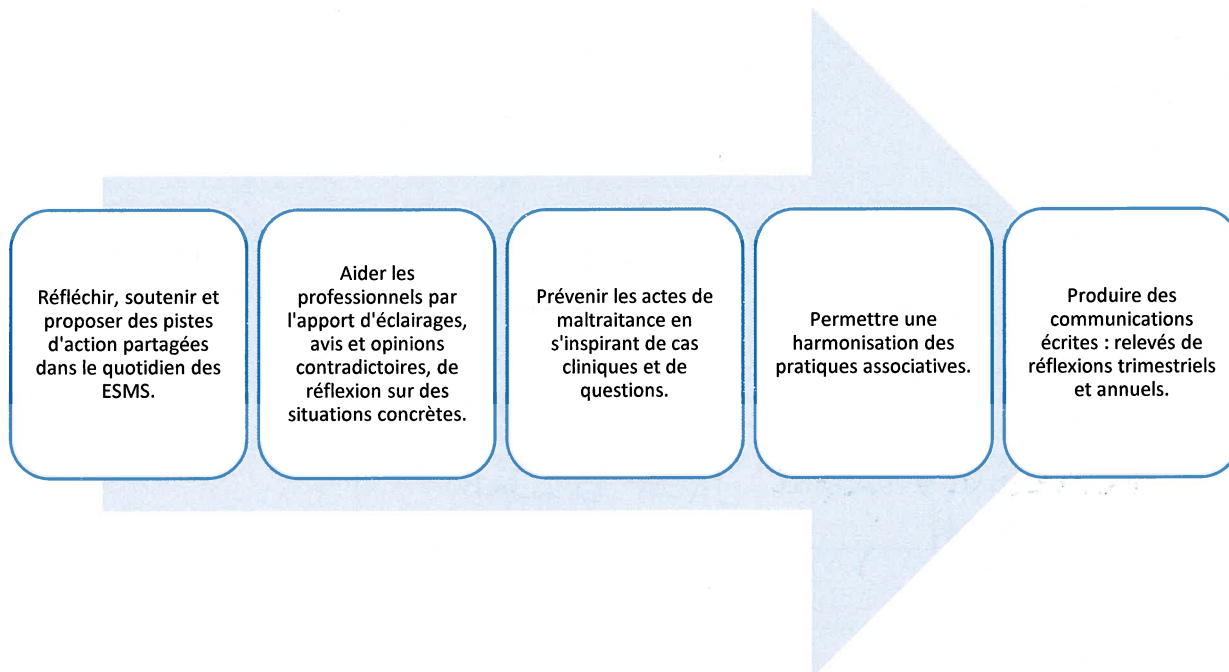 Réfléchir, soutenir et
proposer des pistes
d'action partagées
dans le quotidien des
ESMS.
Aider les
professionnels par
l'apport d'éclairages,
avis et opinions
contradictoires, de
réflexion sur des
situations concrètes.
Prévenir les actes de
maltraitance en
s'inspirant de cas
cliniques et de
questions.
Permettre une
harmonisation des
pratiques associatives.
Produire des
communications
écrites : relevés de
réflexions trimestriels
et annuels.